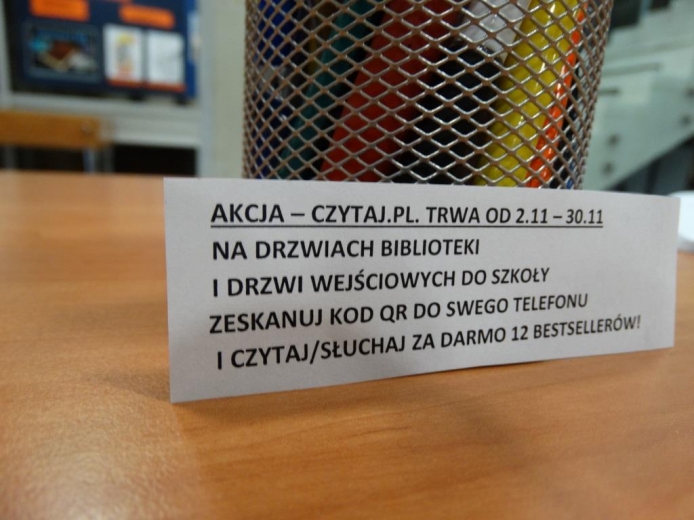 AKCJA – CZYTAJ.PL. TRWA OD 2.11 – 30.11
NA DRZWIACH BIBLIOTEKI
I DRZWI WEJŚCIOWYCH DO SZKOŁY
ZESKANUJ KOD QR DO SWEGO TELEFONU
I CZYTAJ/SŁUCHAJ ZA DARMO 12 BESTSELLERÓW!